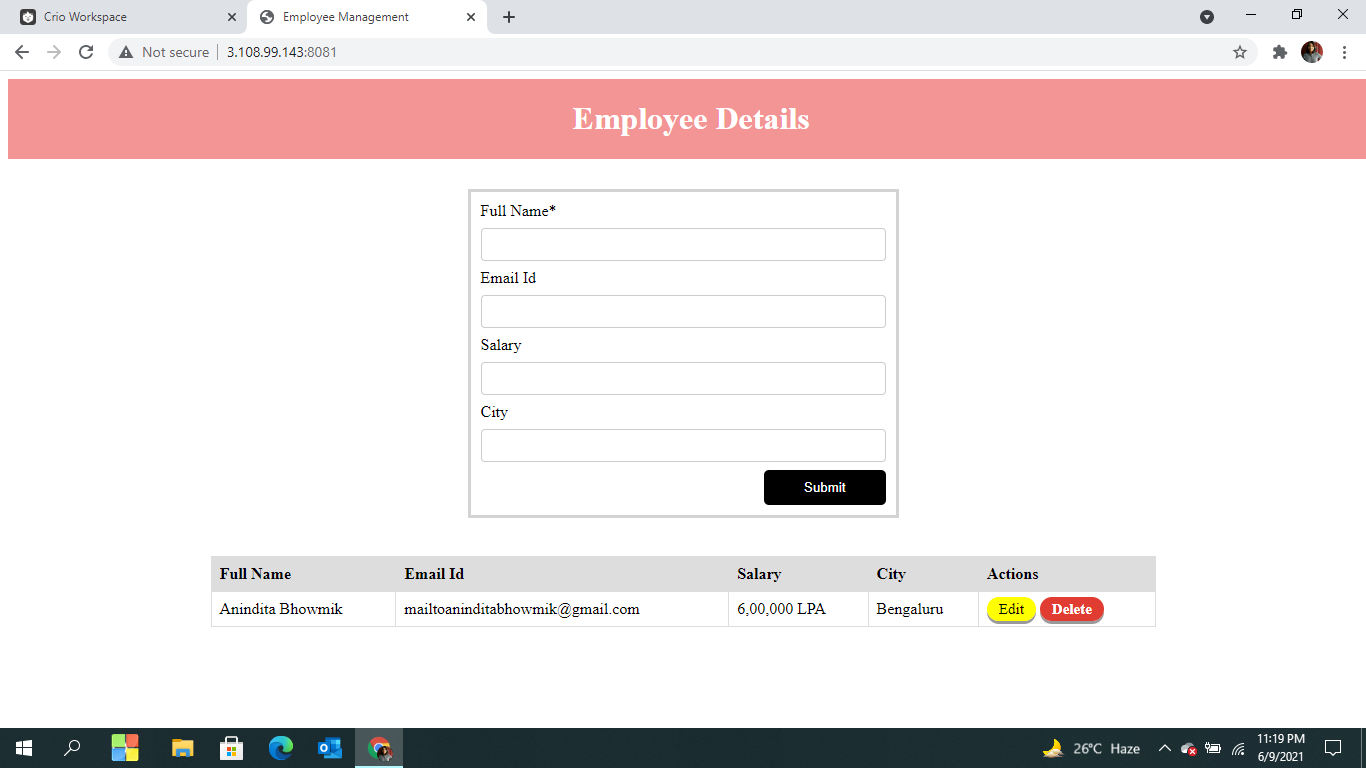 Crio Workspace
Employee Management
Not secure 3.108.99.143:8081
Employee Details
Full Name*
Email Id
Salary
City
Submit
Full Name Email Id Salary City Actions
Anindita Bhowmik mailtoaninditabhowmik@gmail.com 6,00,000 LPA Bengaluru Edit Delete
26°C Haze
11:19 PM
6/9/2021